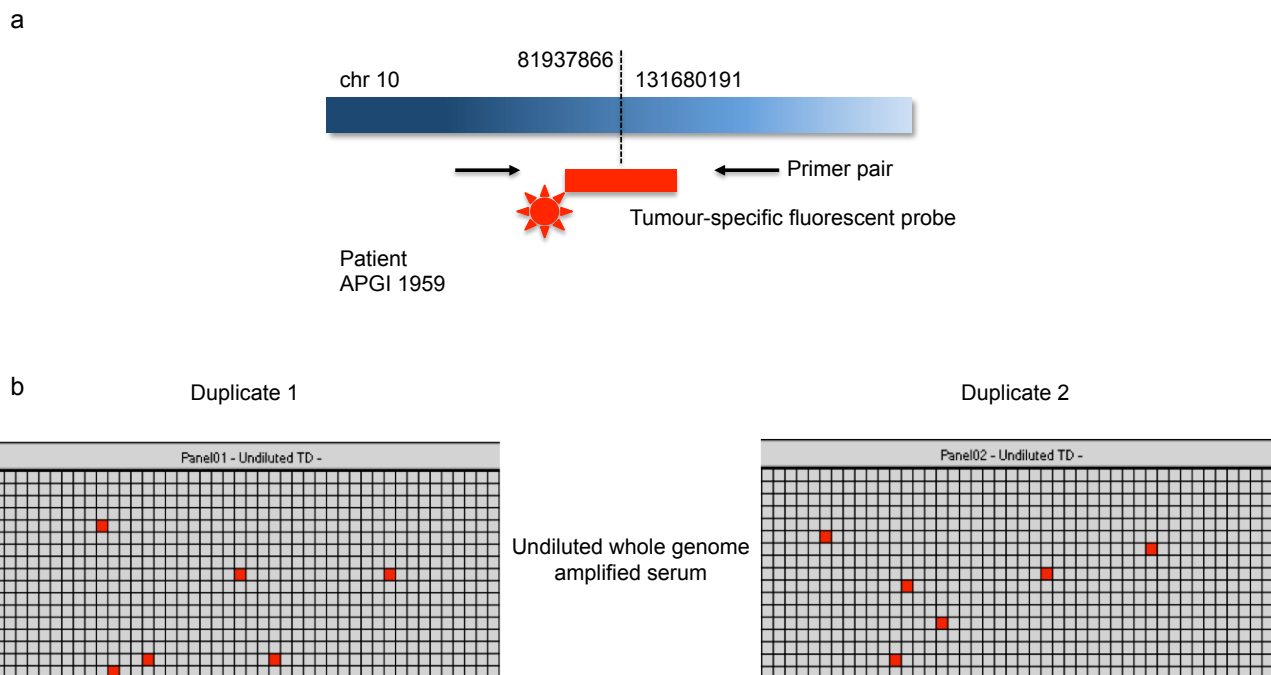 a
81937866
chr 10
131680191
Primer pair
Tumour-specific fluorescent probe
Patient
APGI 1959
b
Duplicate 1
Duplicate 2
Panel01 - Undiluted TD -
Panel02 - Undiluted TD -
Undiluted whole genome
amplified serum